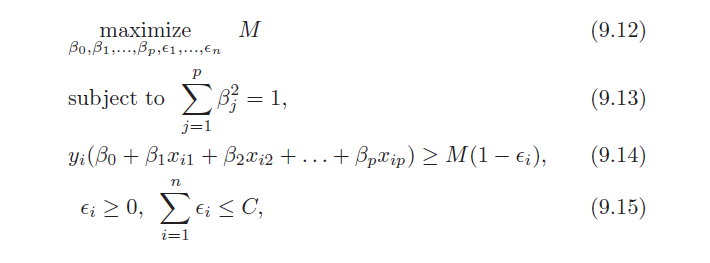 maximize M (9.12)
β₀,β₁,...,βₚ,ϵ₁,...,ϵₙ
p
subject to ∑ βⱼ² = 1, (9.13)
j=1
yᵢ(β₀ + β₁xᵢ₁ + β₂xᵢ₂ + . . . + βₚxᵢₚ) ≥ M(1 − ϵᵢ), (9.14)
n
ϵᵢ ≥ 0, ∑ ϵᵢ ≤ C, (9.15)
i=1